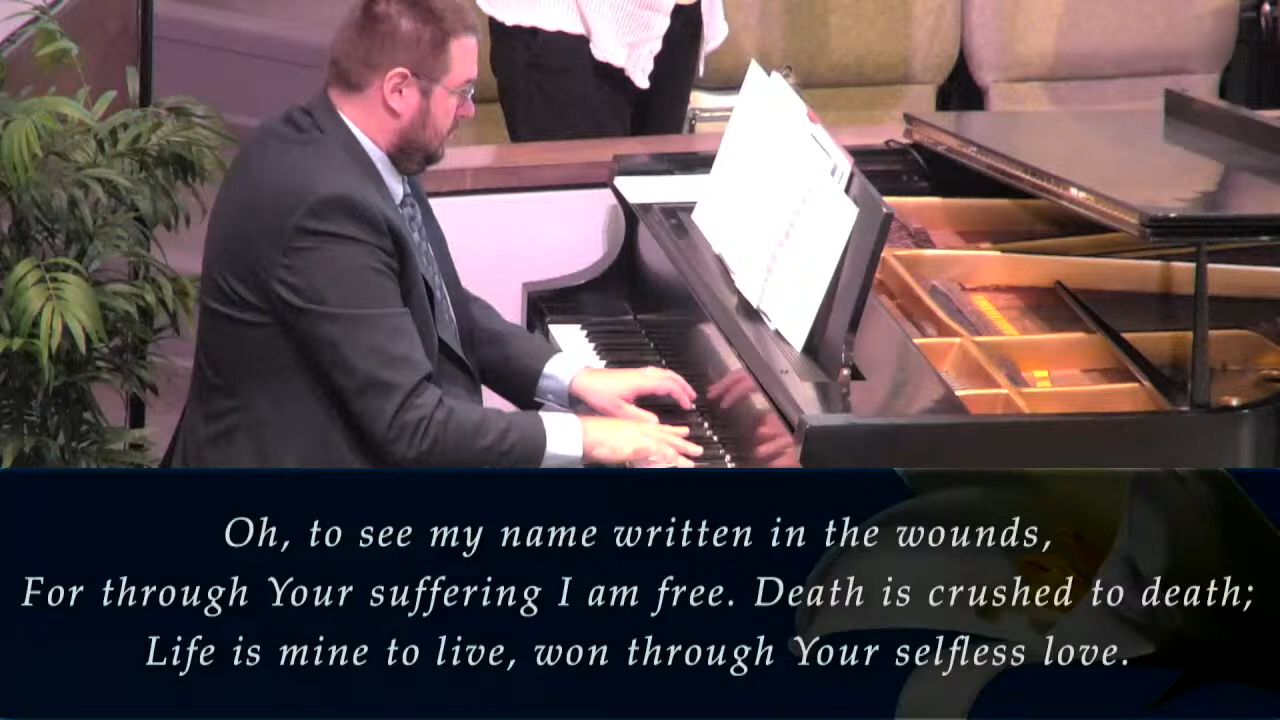 Oh, to see my name written in the wounds,
For through Your suffering I am free. Death is crushed to death;
Life is mine to live, won through Your selfless love.